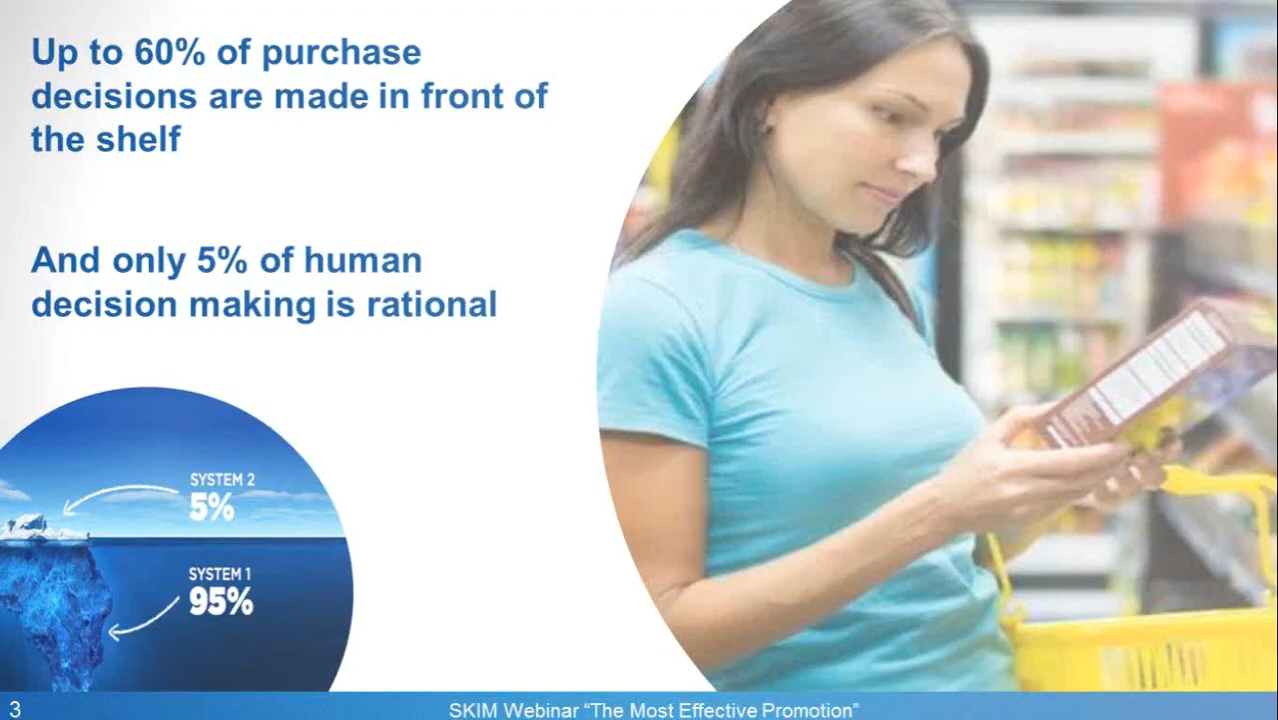 Up to 60% of purchase
decisions are made in front of
the shelf
And only 5% of human
decision making is rational
SYSTEM 2
5%
SYSTEM 1
95%
3
SKIM Webinar “The Most Effective Promotion”